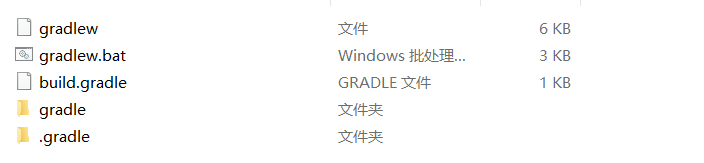 gradlew 文件 6 KB
gradlew.bat Windows 批处理... 3 KB
build.gradle GRADLE 文件 1 KB
gradle 文件夹
.gradle 文件夹